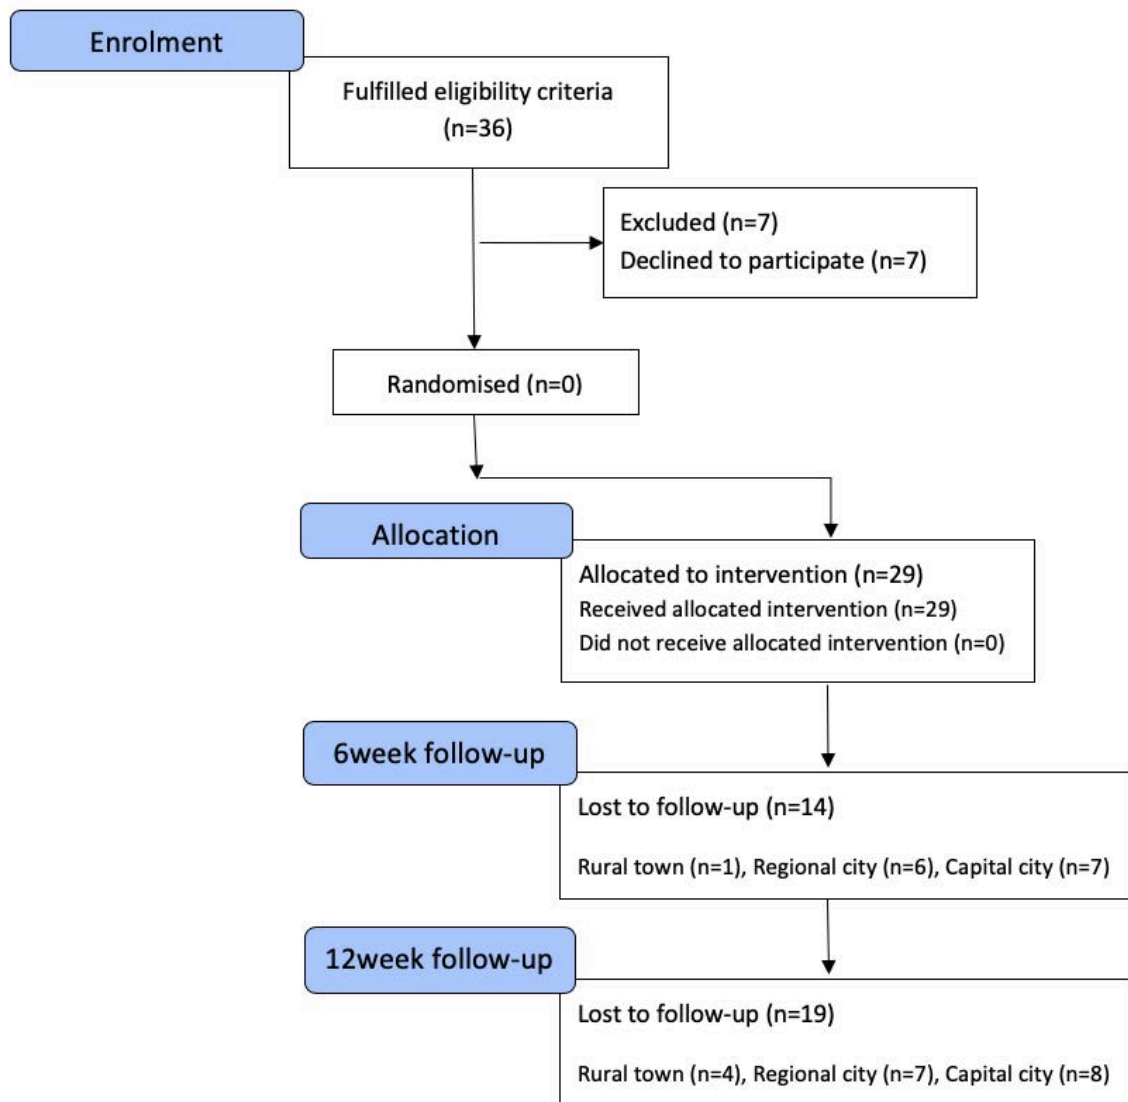 Enrolment
Fulfilled eligibility criteria
(n=36)
Excluded (n=7)
Declined to participate (n=7)
Randomised (n=0)
Allocation
Allocated to intervention (n=29)
Received allocated intervention (n=29)
Did not receive allocated intervention (n=0)
6week follow-up
Lost to follow-up (n=14)
Rural town (n=1), Regional city (n=6), Capital city (n=7)
12week follow-up
Lost to follow-up (n=19)
Rural town (n=4), Regional city (n=7), Capital city (n=8)